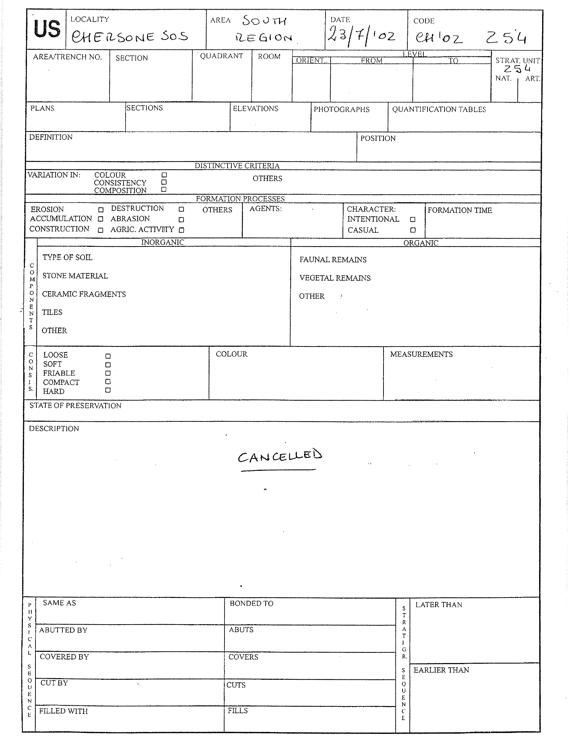 US LOCALITY AREA SOUTH DATE CODE
CHERSONESOS REGION 23/7/'02 CH'02 254
AREA/TRENCH NO. SECTION QUADRANT ROOM LEVEL STRAT. UNIT
ORIENT. FROM TO 254
NAT. ART.
PLANS SECTIONS ELEVATIONS PHOTOGRAPHS QUANTIFICATION TABLES
DEFINITION POSITION
DISTINCTIVE CRITERIA
VARIATION IN: COLOUR □ OTHERS
CONSISTENCY □
COMPOSITION □
FORMATION PROCESSES
EROSION □ DESTRUCTION □ OTHERS AGENTS: CHARACTER: FORMATION TIME
ACCUMULATION □ ABRASION □ INTENTIONAL □
CONSTRUCTION □ AGRIC. ACTIVITY □ CASUAL □
INORGANIC ORGANIC
COMPONENTS
TYPE OF SOIL FAUNAL REMAINS
STONE MATERIAL VEGETAL REMAINS
CERAMIC FRAGMENTS OTHER
TILES
OTHER
CONSIS.
LOOSE □ COLOUR MEASUREMENTS
SOFT □
FRIABLE □
COMPACT □
HARD □
STATE OF PRESERVATION
DESCRIPTION
CANCELLED
PHYSICAL SEQUENCE
SAME AS BONDED TO
ABUTTED BY ABUTS
COVERED BY COVERS
CUT BY CUTS
FILLED WITH FILLS
STRATIGR. SEQUENCE
LATER THAN
EARLIER THAN